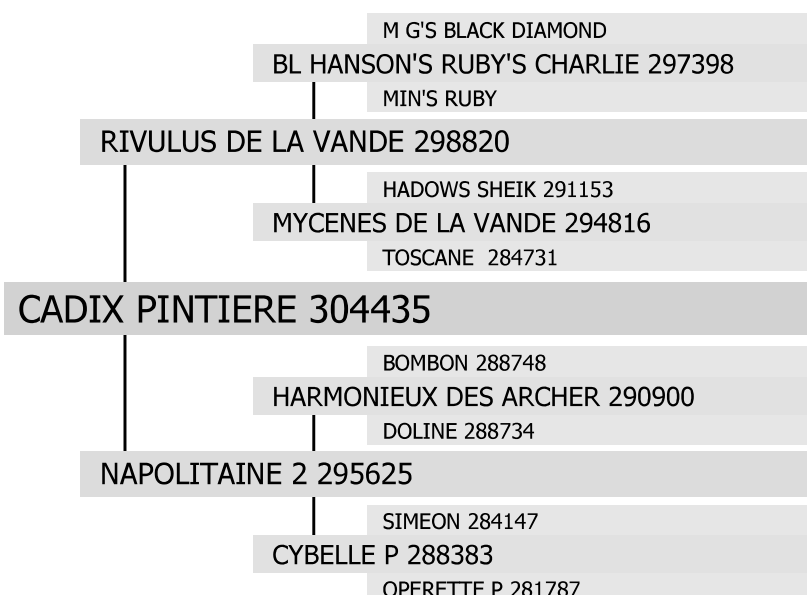 M G'S BLACK DIAMOND
BL HANSON'S RUBY'S CHARLIE 297398
MIN'S RUBY
RIVULUS DE LA VANDE 298820
HADOWS SHEIK 291153
MYCENES DE LA VANDE 294816
TOSCANE 284731
CADIX PINTIERE 304435
BOMBON 288748
HARMONIEUX DES ARCHER 290900
DOLINE 288734
NAPOLITAINE 2 295625
SIMEON 284147
CYBELLE P 288383
OPERETTE P 281787